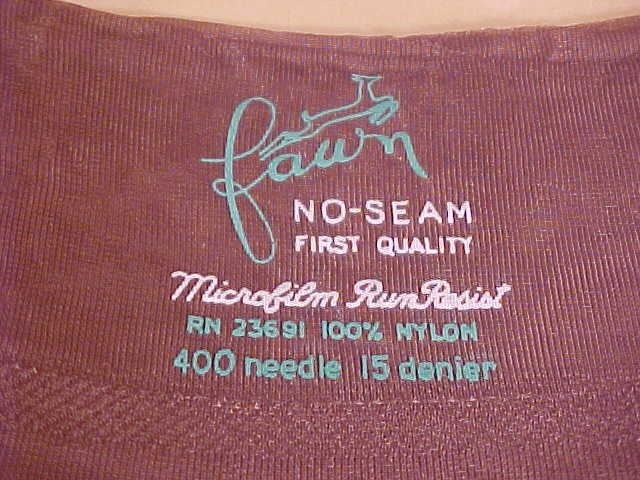 fawn
NO-SEAM
FIRST QUALITY
Microfilm Run Resist
RN 23691 100% NYLON
400 needle 15 denier